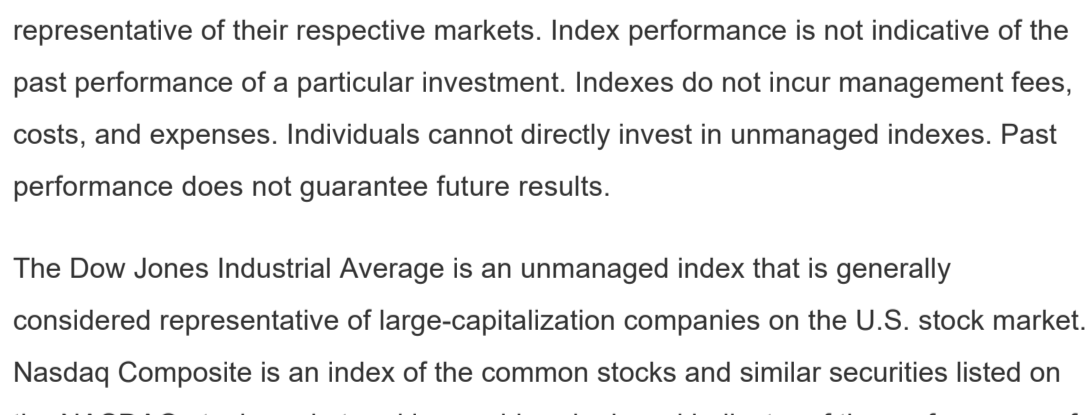 representative of their respective markets. Index performance is not indicative of the
past performance of a particular investment. Indexes do not incur management fees,
costs, and expenses. Individuals cannot directly invest in unmanaged indexes. Past
performance does not guarantee future results.
The Dow Jones Industrial Average is an unmanaged index that is generally
considered representative of large-capitalization companies on the U.S. stock market.
Nasdaq Composite is an index of the common stocks and similar securities listed on